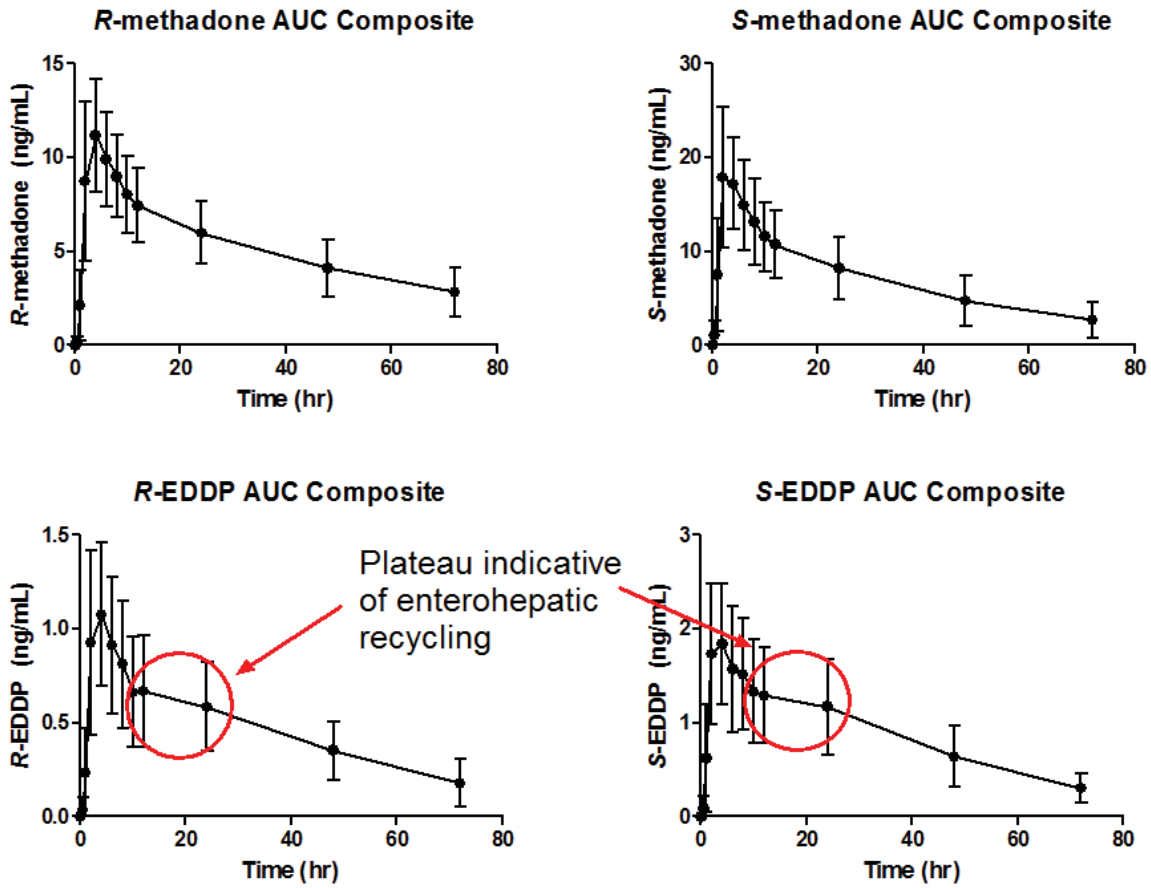 R-methadone AUC Composite
R-methadone (ng/mL)
15
10
5
0
0 20 40 60 80
Time (hr)
S-methadone AUC Composite
S-methadone (ng/mL)
30
20
10
0
0 20 40 60 80
Time (hr)
R-EDDP AUC Composite
R-EDDP (ng/mL)
1.5
1.0
0.5
0.0
0 20 40 60 80
Time (hr)
Plateau indicative
of enterohepatic
recycling
S-EDDP AUC Composite
S-EDDP (ng/mL)
3
2
1
0
0 20 40 60 80
Time (hr)